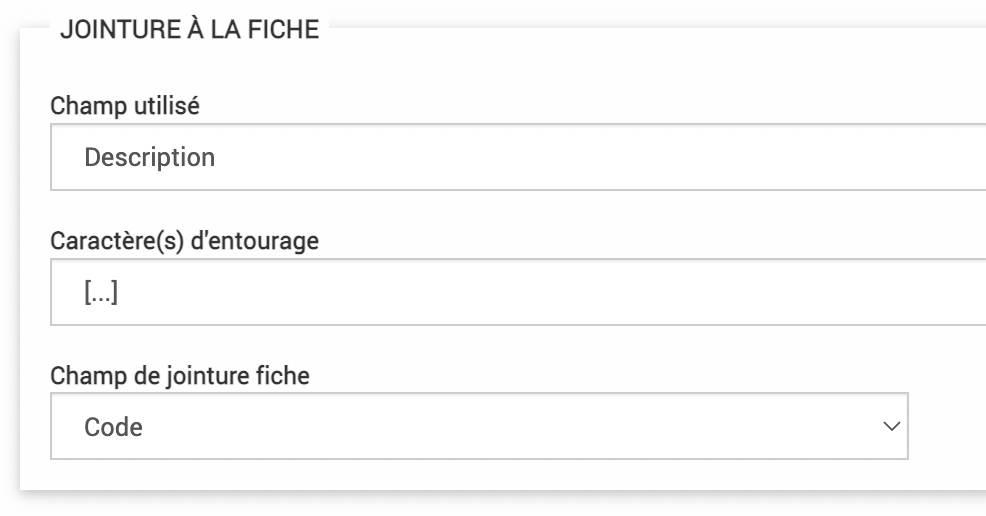 JOINTURE À LA FICHE
Champ utilisé
Description
Caractère(s) d'entourage
[...]
Champ de jointure fiche
Code